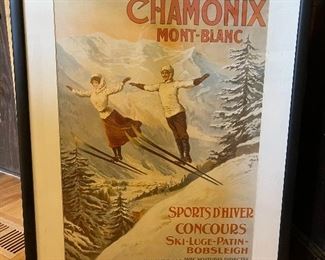 CHAMONIX
MONT-BLANC
SPORTS D'HIVER
CONCOURS
SKI-LUGE-PATIN-
BOBSLEIGH